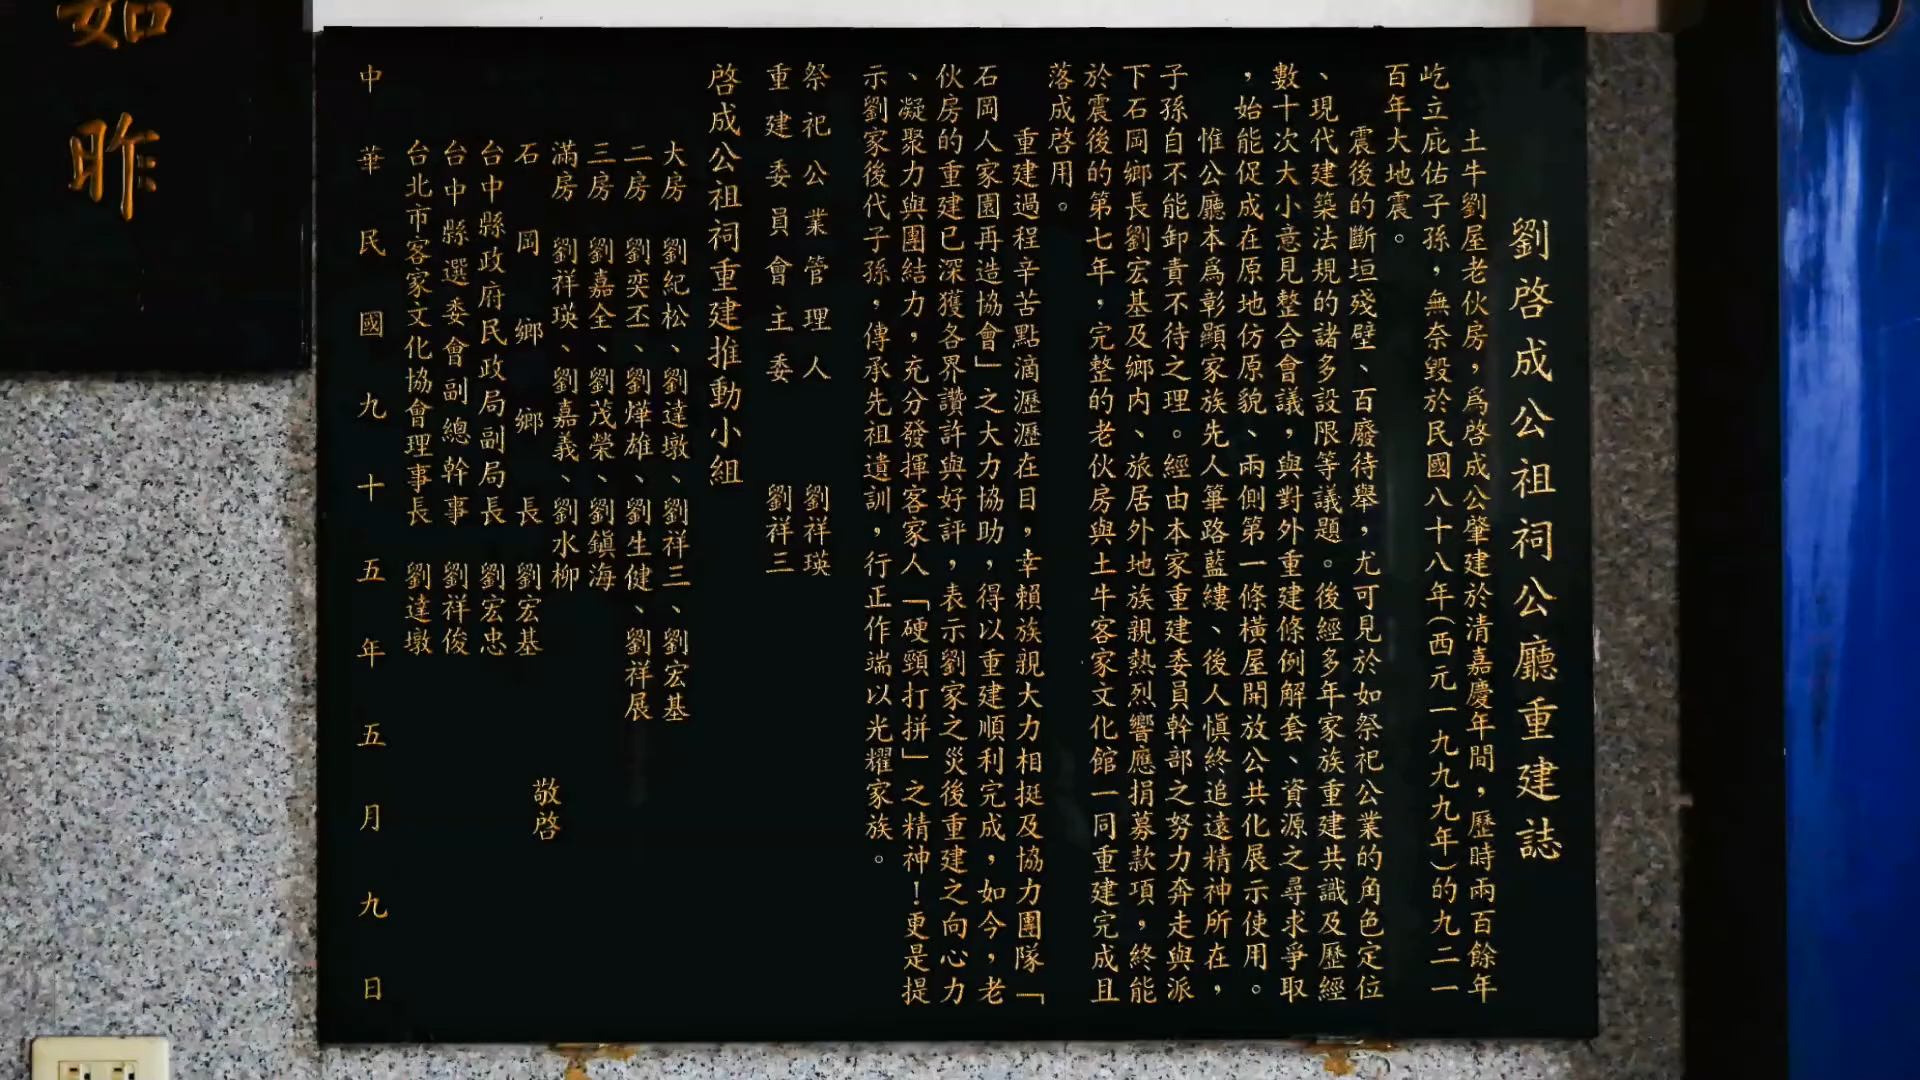 劉啓成公祖祠公廳重建誌
土牛劉屋老伙房，爲啓成公肇建於清嘉慶年間，歷時兩百餘年
屹立庇佑子孫，無奈毀於民國八十八年(西元一九九九年)的九二一
百年大地震。
震後的斷垣殘壁、百廢待舉，尤可見於如祭祀公業的角色定位
、現代建築法規的諸多設限等議題。後經多年家族重建共識及歷經
數十次大小意見整合會議，與對外重建條例解套、資源之尋求爭取
，始能促成在原地仿原貌、兩側第一條橫屋開放公共化展示使用。
惟公廳本爲彰顯家族先人篳路藍縷、後人愼終追遠精神所在，
子孫自不能卸責不待之理。經由本家重建委員幹部之努力奔走與派
下石岡鄉長劉宏基及鄉內、旅居外地族親熱烈響應捐募款項，終能
於震後的第七年，完整的老伙房與土牛客家文化館一同重建完成且
落成啓用。
重建過程辛苦點滴瀝瀝在目，幸賴族親大力相挺及協力團隊「
石岡人家園再造協會」之大力協助，得以重建順利完成，如今，老
伙房的重建已深獲各界讚許與好評，表示劉家之災後重建之向心力
、凝聚力與團結力，充分發揮客家人「硬頸打拼」之精神！更是提
示劉家後代子孫，傳承先祖遺訓，行正作端以光耀家族。
祭祀公業管理人 劉祥瑛
重建委員會主委 劉祥三
啓成公祖祠重建推動小組
大房 劉紀松、劉達墩、劉祥三、劉宏基
二房 劉奕丕、劉燁雄、劉生健、劉祥展
三房 劉嘉全、劉茂榮、劉鎭海
滿房 劉祥瑛、劉嘉義、劉水柳
石岡鄉鄉長 劉宏基
台中縣政府民政局副局長 劉宏忠
台中縣選委會副總幹事 劉祥俊
台北市客家文化協會理事長 劉達墩
敬啓
中華民國九十五年五月九日
如昨